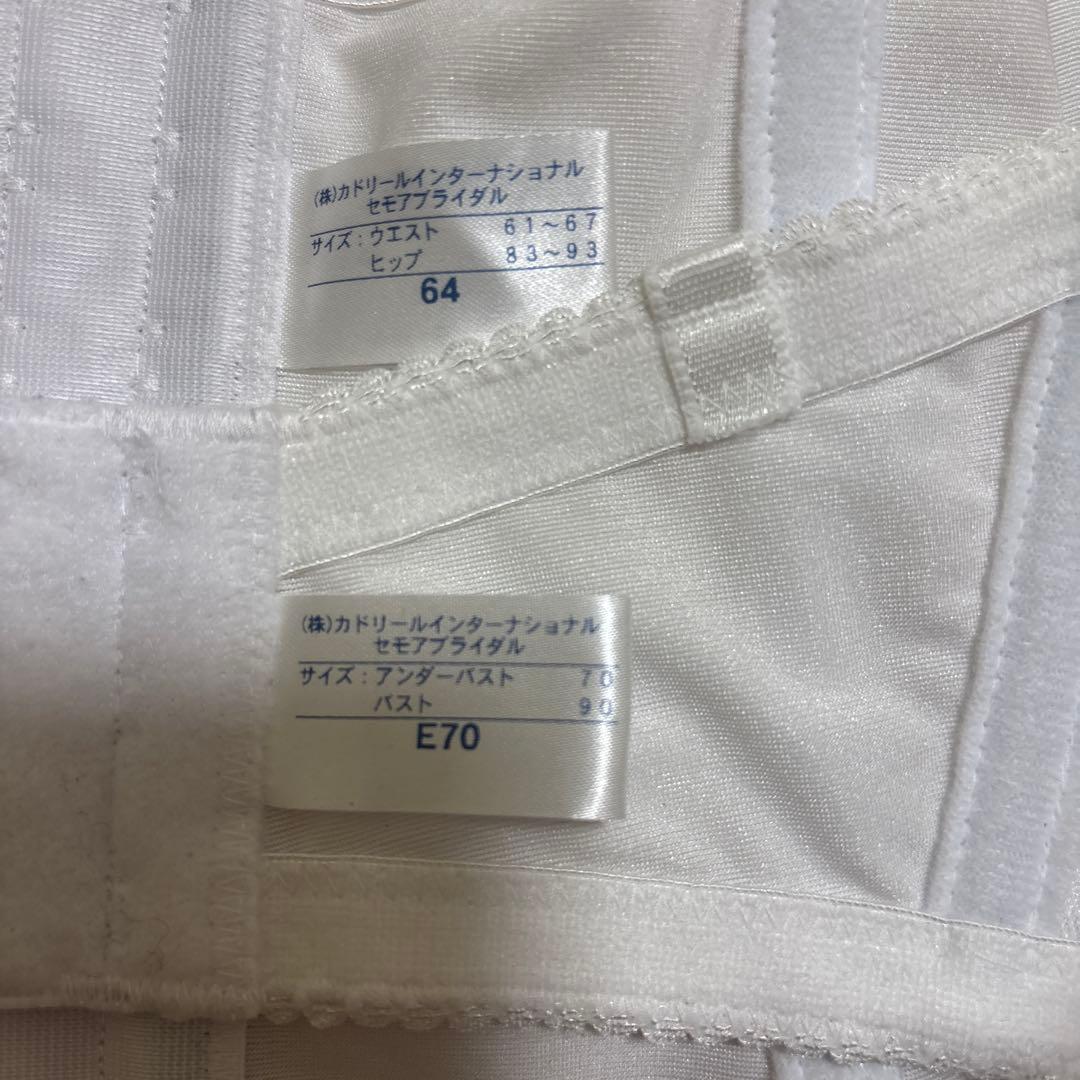 (株)カドリールインターナショナル
セモアブライダル
サイズ：ウエスト 61～67
ヒップ 83～93
64
(株)カドリールインターナショナル
セモアブライダル
サイズ：アンダーバスト 70
バスト 90
E70